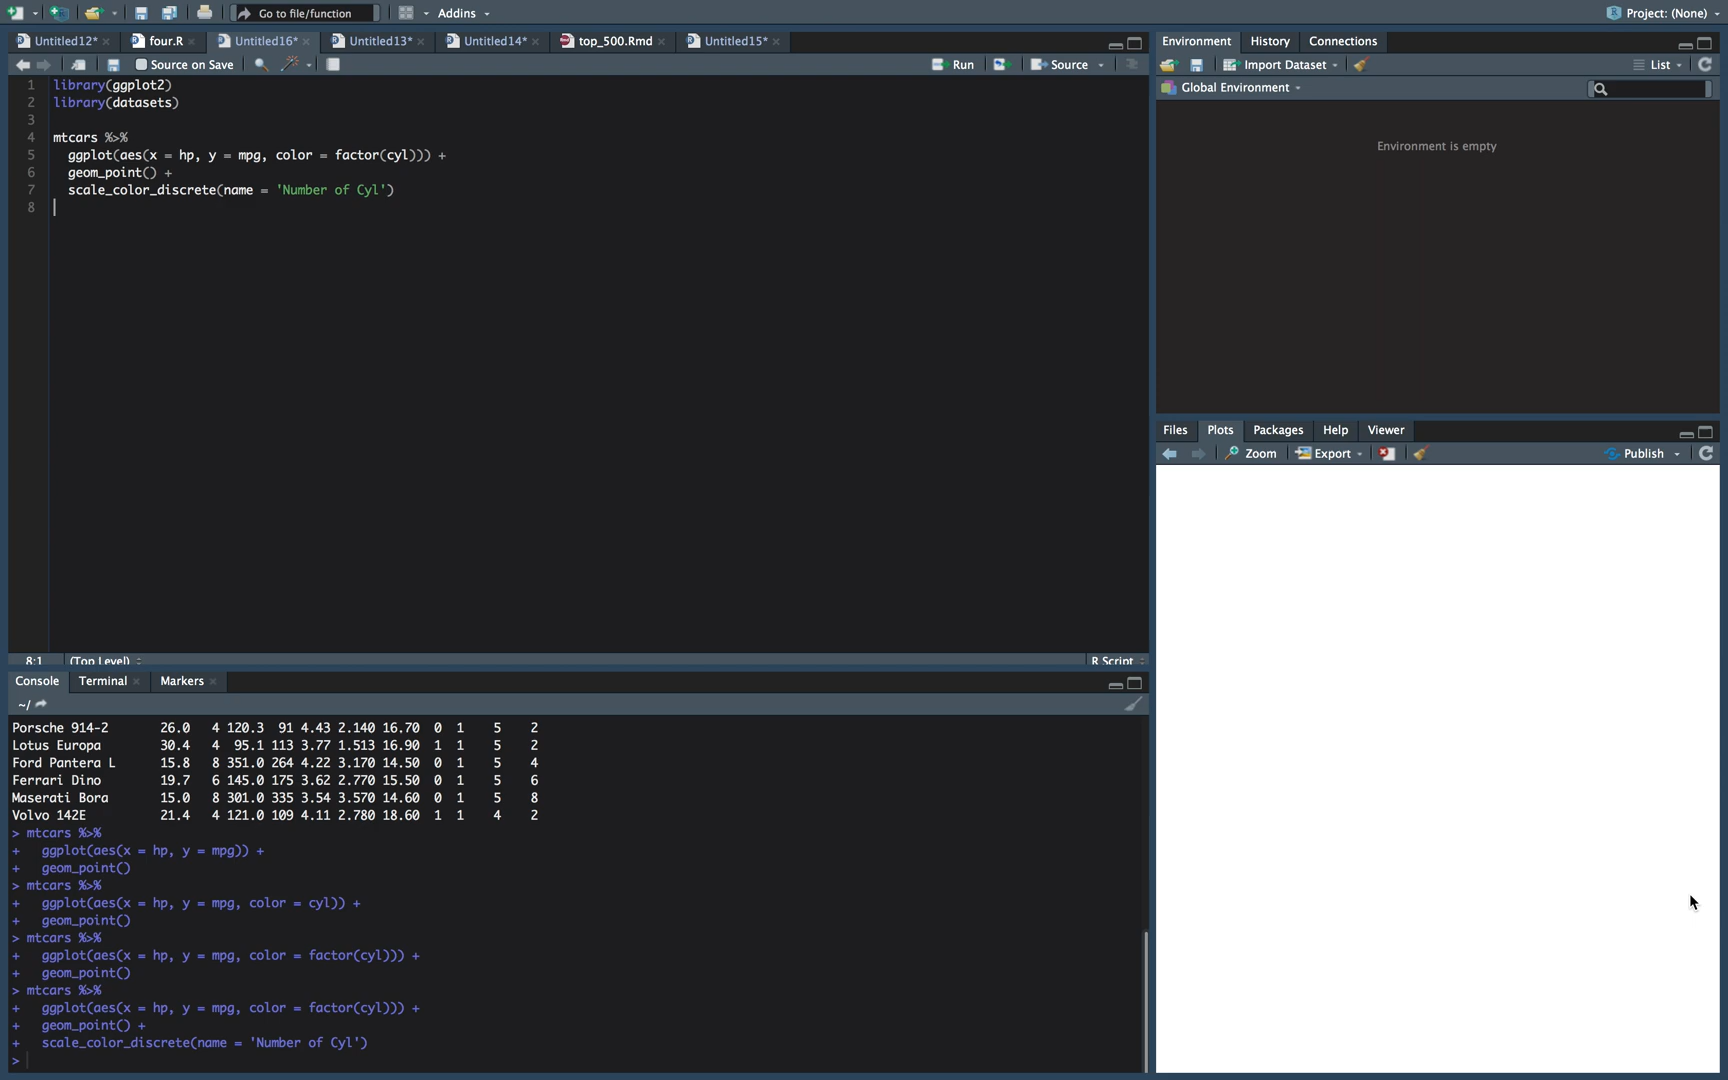 Go to file/function Addins Project: (None)
Untitled12* four.R Untitled16* Untitled13* Untitled14* top_500.Rmd Untitled15*
Source on Save Run Source
1 library(ggplot2)
2 library(datasets)
3
4 mtcars %>%
5 ggplot(aes(x = hp, y = mpg, color = factor(cyl))) +
6 geom_point() +
7 scale_color_discrete(name = 'Number of Cyl')
8
8:1 (Top Level) R Script
Console Terminal Markers
~/
Porsche 914-2 26.0 4 120.3 91 4.43 2.140 16.70 0 1 5 2
Lotus Europa 30.4 4 95.1 113 3.77 1.513 16.90 1 1 5 2
Ford Pantera L 15.8 8 351.0 264 4.22 3.170 14.50 0 1 5 4
Ferrari Dino 19.7 6 145.0 175 3.62 2.770 15.50 0 1 5 6
Maserati Bora 15.0 8 301.0 335 3.54 3.570 14.60 0 1 5 8
Volvo 142E 21.4 4 121.0 109 4.11 2.780 18.60 1 1 4 2
> mtcars %>%
+ ggplot(aes(x = hp, y = mpg)) +
+ geom_point()
> mtcars %>%
+ ggplot(aes(x = hp, y = mpg, color = cyl)) +
+ geom_point()
> mtcars %>%
+ ggplot(aes(x = hp, y = mpg, color = factor(cyl))) +
+ geom_point()
> mtcars %>%
+ ggplot(aes(x = hp, y = mpg, color = factor(cyl))) +
+ geom_point() +
+ scale_color_discrete(name = 'Number of Cyl')
>
Environment History Connections
Import Dataset List
Global Environment
Environment is empty
Files Plots Packages Help Viewer
Zoom Export Publish